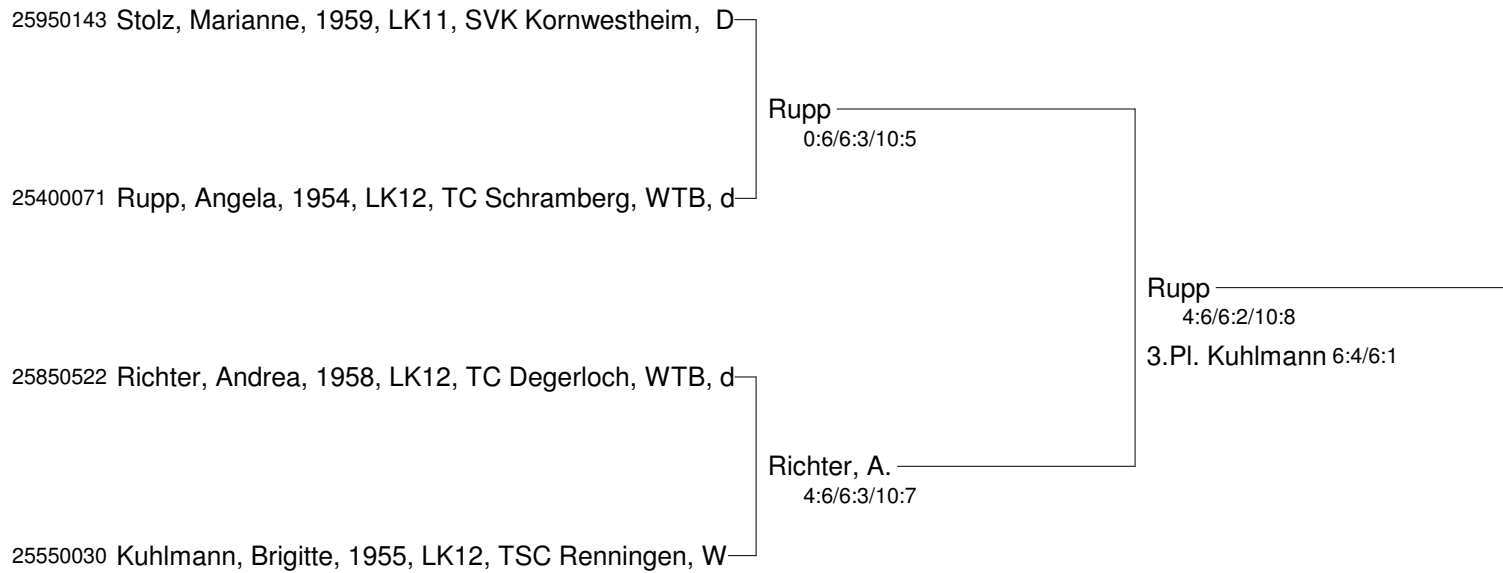 25950143 Stolz, Marianne, 1959, LK11, SVK Kornwestheim, D
Rupp
0:6/6:3/10:5
25400071 Rupp, Angela, 1954, LK12, TC Schramberg, WTB, d
Rupp
4:6/6:2/10:8
3.Pl. Kuhlmann 6:4/6:1
25850522 Richter, Andrea, 1958, LK12, TC Degerloch, WTB, d
Richter, A.
4:6/6:3/10:7
25550030 Kuhlmann, Brigitte, 1955, LK12, TSC Renningen, W